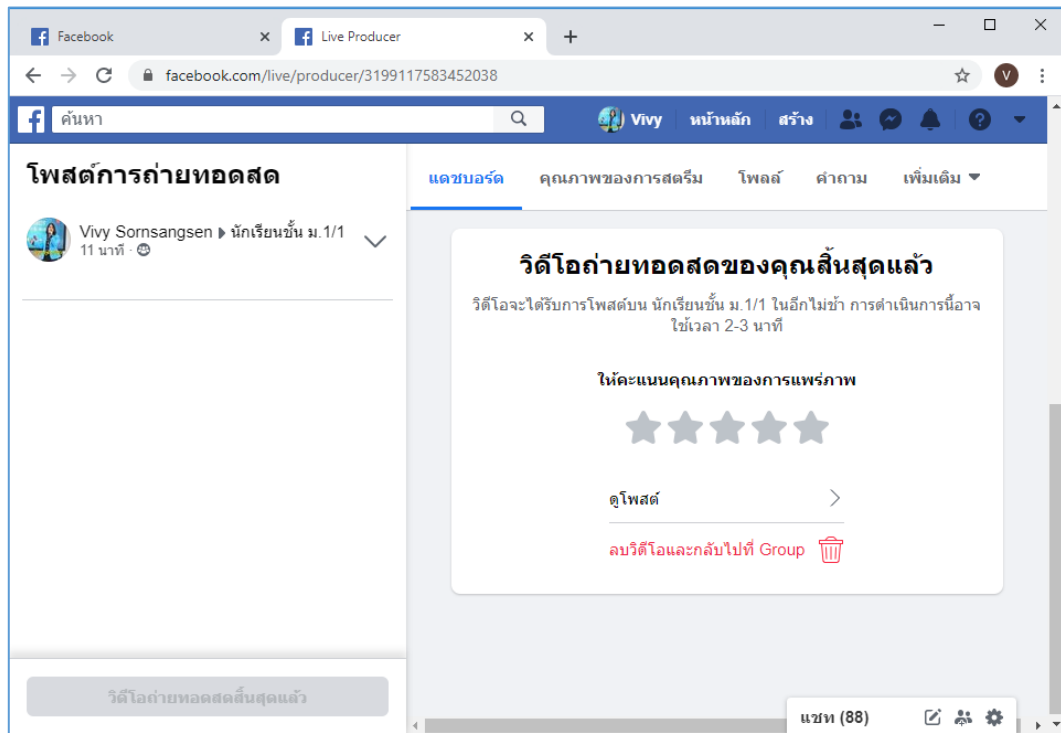 Facebook
Live Producer
facebook.com/live/producer/3199117583452038
V
ค้นหา
Vivy
หน้าหลัก
สร้าง
โพสต์การถ่ายทอดสด
Vivy Sornsangsen ▸ นักเรียนชั้น ม.1/1
11 นาที ·
แดชบอร์ด
คุณภาพของการสตรีม
โพลล์
คำถาม
เพิ่มเติม
วิดีโอถ่ายทอดสดของคุณสิ้นสุดแล้ว
วิดีโอจะได้รับการโพสต์บน นักเรียนชั้น ม.1/1 ในอีกไม่ช้า การดำเนินการนี้อาจ
ใช้เวลา 2-3 นาที
ให้คะแนนคุณภาพของการแพร่ภาพ
ดูโพสต์
ลบวิดีโอและกลับไปที่ Group
วิดีโอถ่ายทอดสดสิ้นสุดแล้ว
แชท (88)